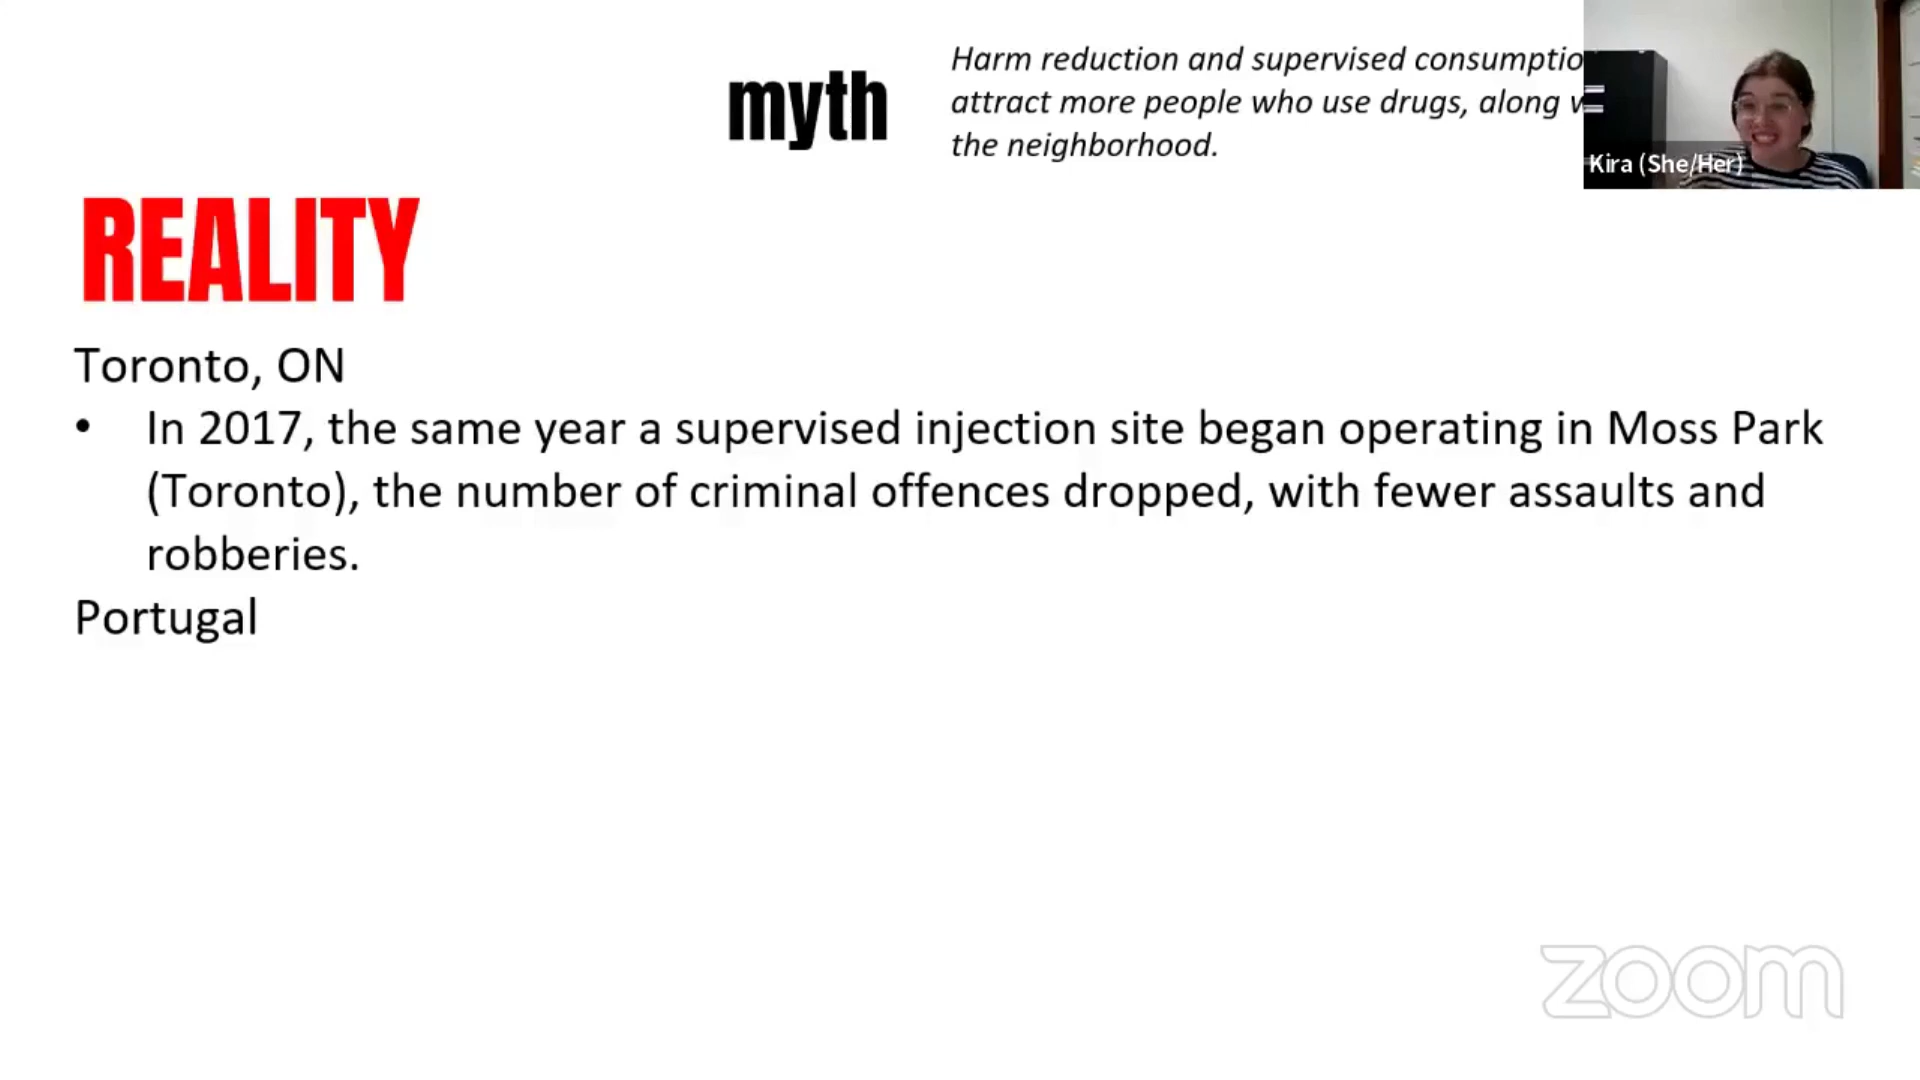 myth
Harm reduction and supervised consumptio
attract more people who use drugs, along
the neighborhood.
Kira (She/Her)
REALITY
Toronto, ON
• In 2017, the same year a supervised injection site began operating in Moss Park
(Toronto), the number of criminal offences dropped, with fewer assaults and
robberies.
Portugal
zoom